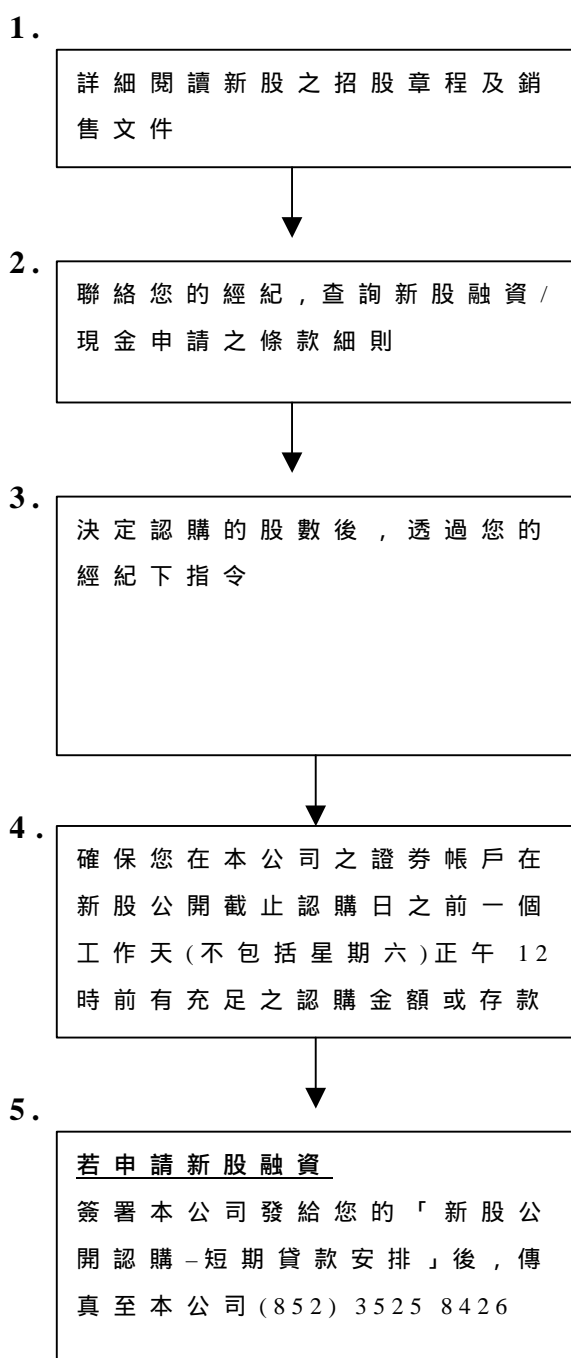 1.
詳細閱讀新股之招股章程及銷
售文件
2.
聯絡您的經紀,查詢新股融資/
現金申請之條款細則
3.
決定認購的股數後,透過您的
經紀下指令
4.
確保您在本公司之證券帳戶在
新股公開截止認購日之前一個
工作天(不包括星期六)正午 12
時前有充足之認購金額或存款
5.
若申請新股融資
簽署本公司發給您的「新股公
開認購–短期貸款安排」後,傳
真至本公司(852) 3525 8426